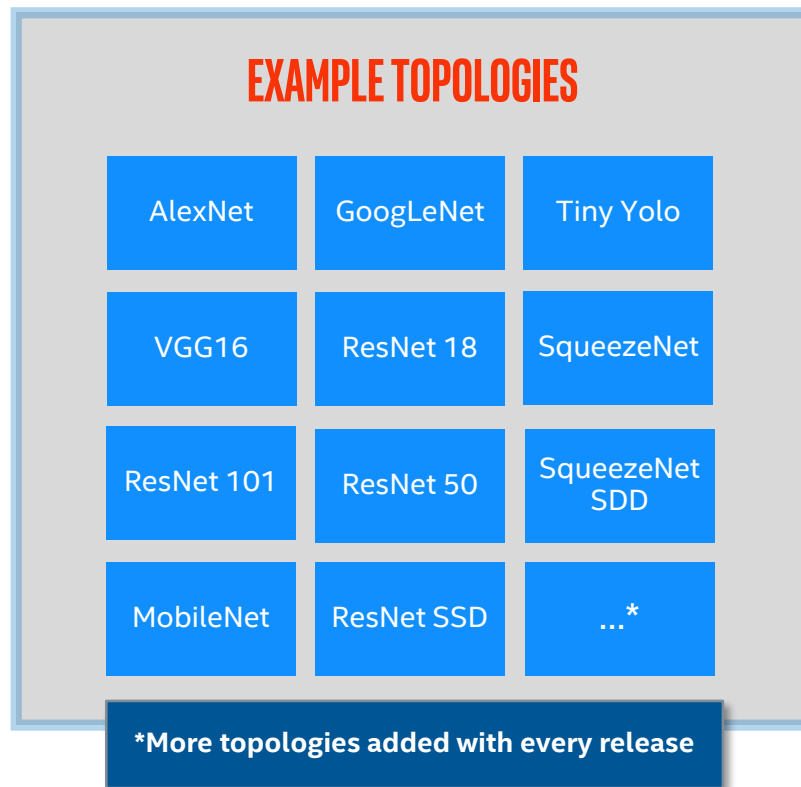 EXAMPLE TOPOLOGIES
AlexNet
GoogLeNet
Tiny Yolo
VGG16
ResNet 18
SqueezeNet
ResNet 101
ResNet 50
SqueezeNet
SDD
MobileNet
ResNet SSD
...*
*More topologies added with every release